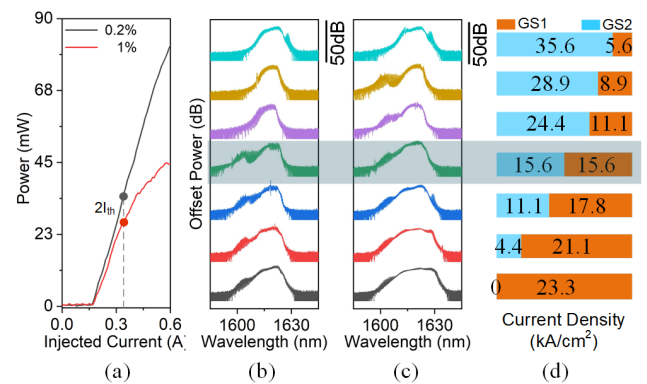 90
68
45
23
0
Power (mW)
0.2%
1%
2Ith
0.0 0.3 0.6
Injected Current (A)
(a)
Offset Power (dB)
50dB
1600 1630
Wavelength (nm)
(b)
50dB
1600 1630
Wavelength (nm)
(c)
GS1 GS2
35.6 5.6
28.9 8.9
24.4 11.1
15.6 15.6
11.1 17.8
4.4 21.1
0 23.3
Current Density
(kA/cm²)
(d)